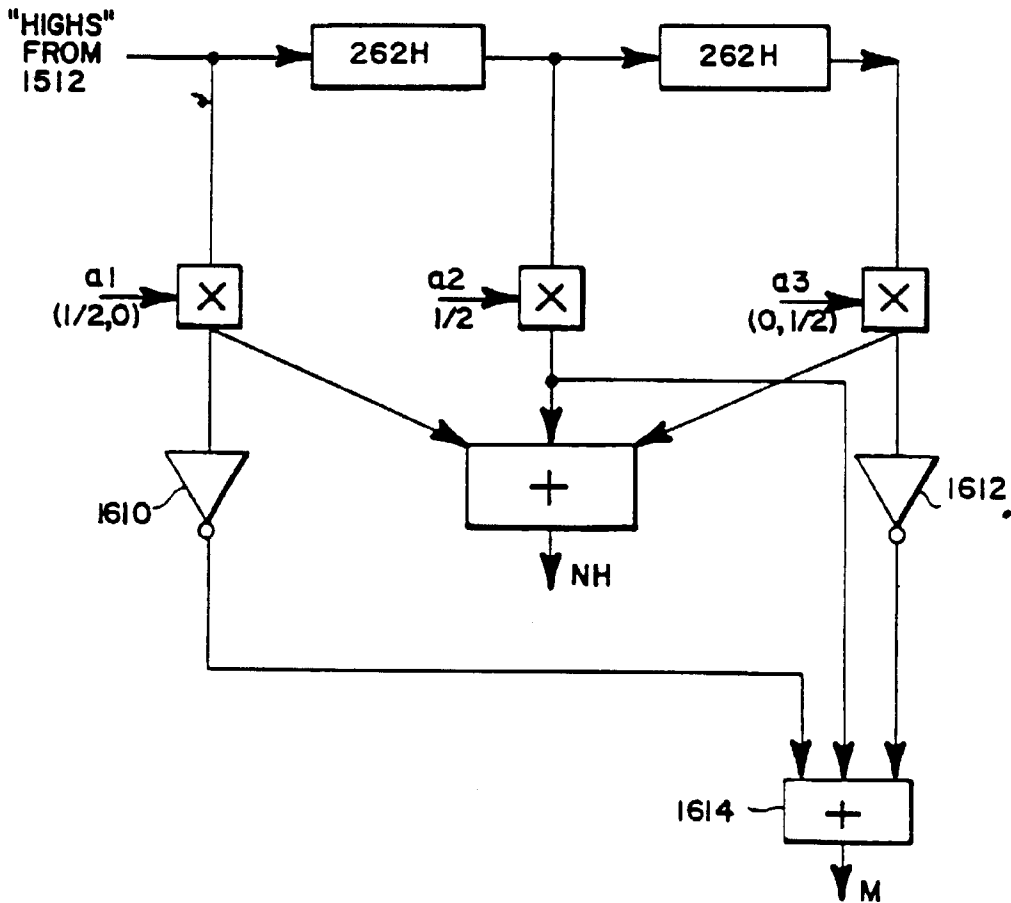 "HIGHS"
FROM
1512
262H
262H
a1
(1/2,0)
×
a2
1/2
×
a3
(0,1/2)
×
1610
+
1612
NH
1614
+
M